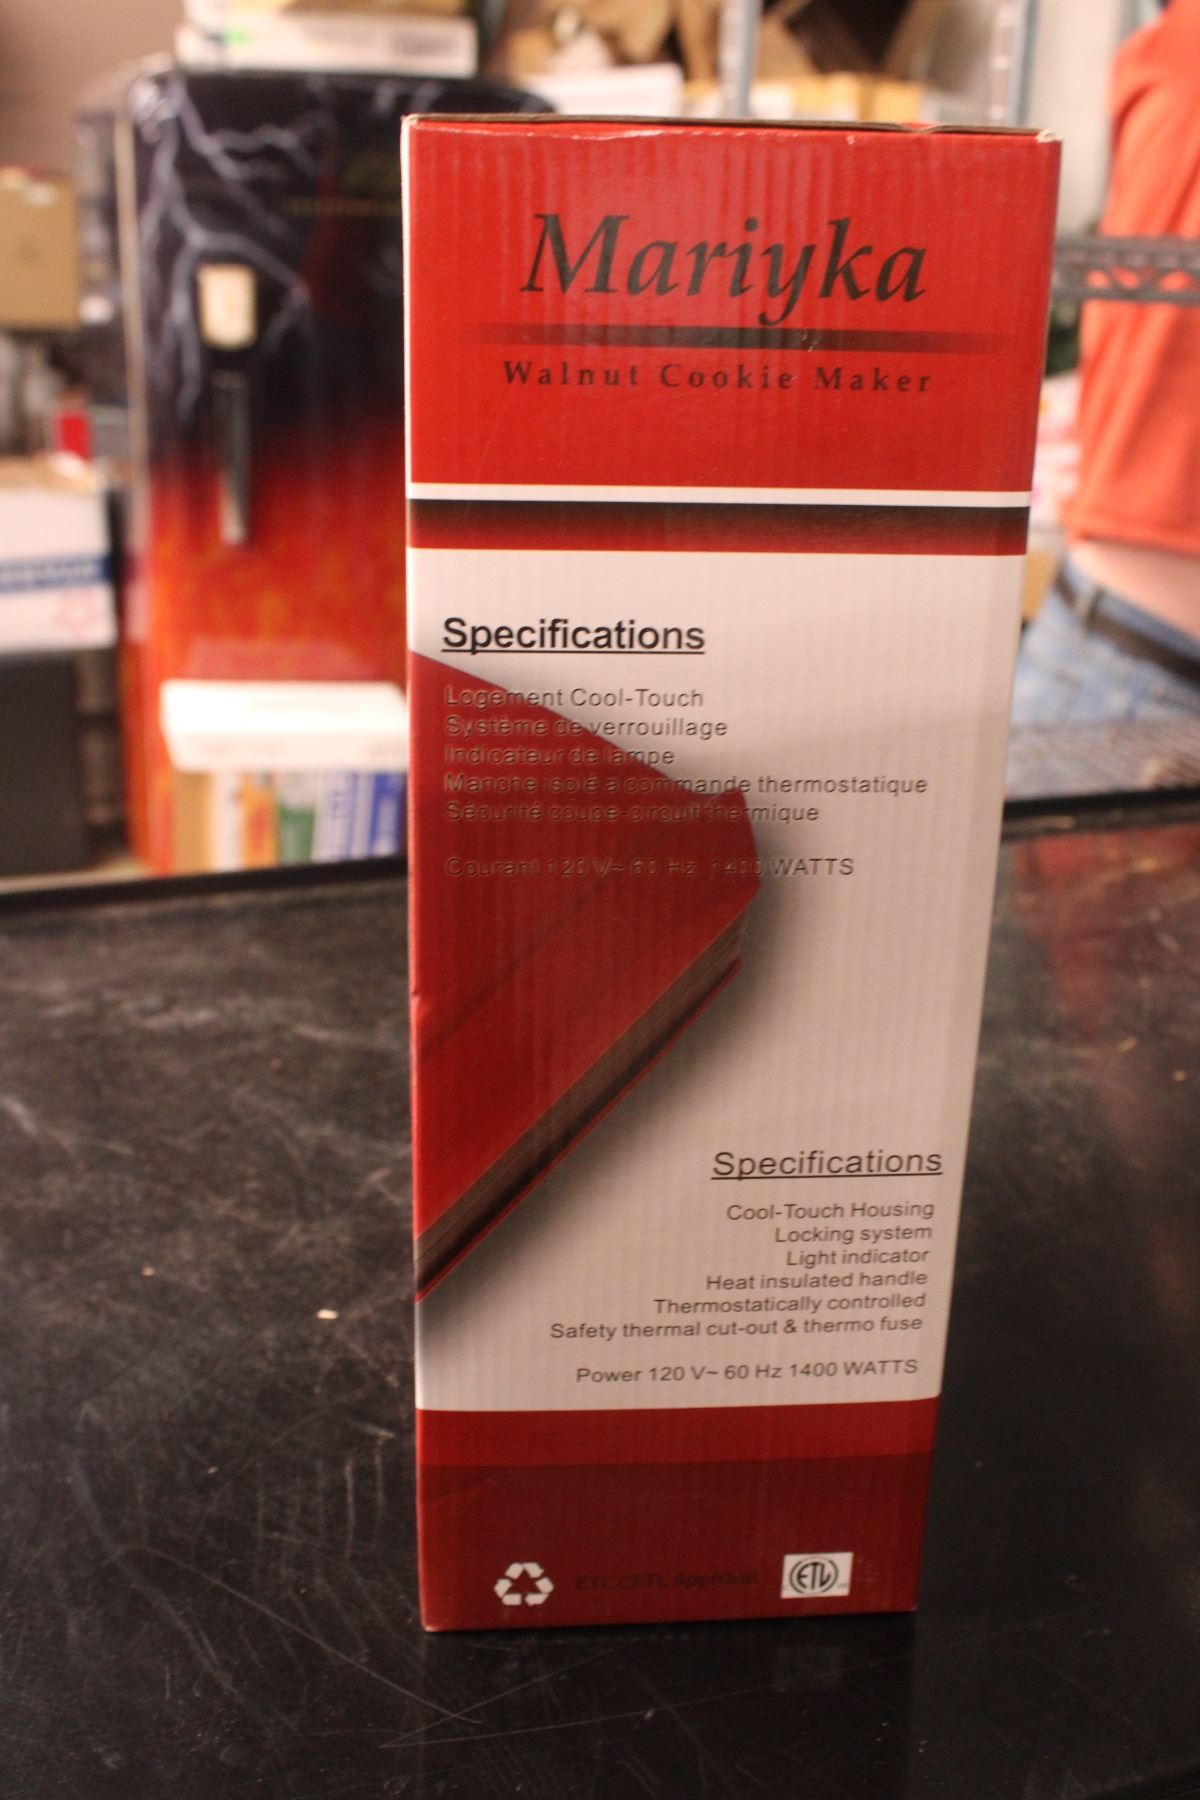 Mariyka
Walnut Cookie Maker
Specifications
Logement Cool-Touch
Système de verrouillage
Indicateur de lampe
Manche isolé a commande thermostatique
Sécurité coupe-circuit thermique
Courant 120 V~ 60 Hz 1400 WATTS
Specifications
Cool-Touch Housing
Locking system
Light indicator
Heat insulated handle
Thermostatically controlled
Safety thermal cut-out & thermo fuse
Power 120 V~ 60 Hz 1400 WATTS
ETL CETL Approval
ETL